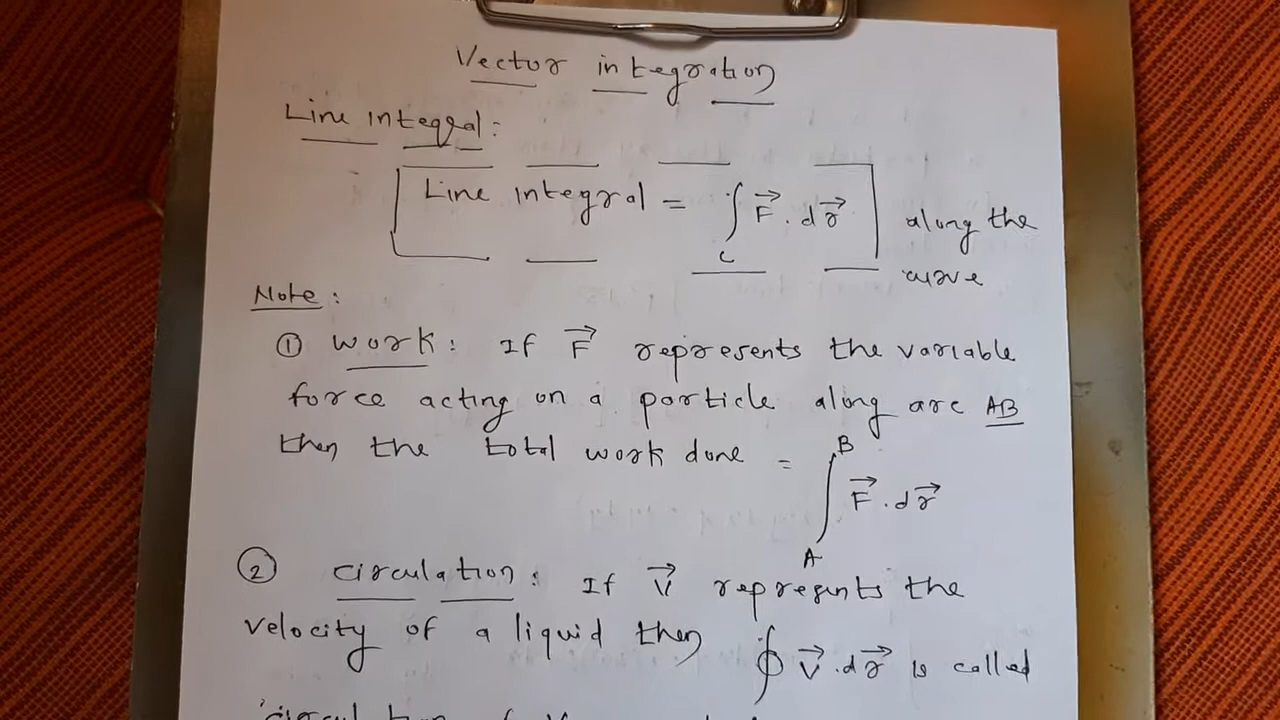 Vector integration
Line integral:
Line integral = ∫_C F⃗ . dr⃗ along the
curve
Note:
① work: If F⃗ represents the variable
force acting on a particle along arc AB
then the total work done = ∫_A^B F⃗ . dr⃗
② circulation: If V⃗ represents the
velocity of a liquid then ∮ V⃗ . dr⃗ is called